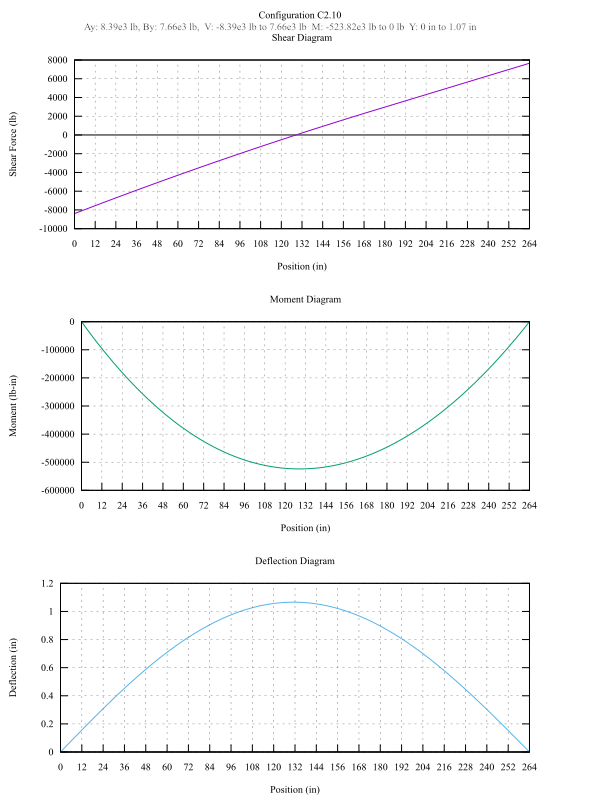 Configuration C2.10
Ay: 8.39e3 lb, By: 7.66e3 lb, V: -8.39e3 lb to 7.66e3 lb M: -523.82e3 lb to 0 lb Y: 0 in to 1.07 in
Shear Diagram
8000
6000
4000
2000
0
-2000
-4000
-6000
-8000
-10000
Shear Force (lb)
0 12 24 36 48 60 72 84 96 108 120 132 144 156 168 180 192 204 216 228 240 252 264
Position (in)
Moment Diagram
0
-100000
-200000
-300000
-400000
-500000
-600000
Moment (lb-in)
0 12 24 36 48 60 72 84 96 108 120 132 144 156 168 180 192 204 216 228 240 252 264
Position (in)
Deflection Diagram
1.2
1
0.8
0.6
0.4
0.2
0
Deflection (in)
0 12 24 36 48 60 72 84 96 108 120 132 144 156 168 180 192 204 216 228 240 252 264
Position (in)